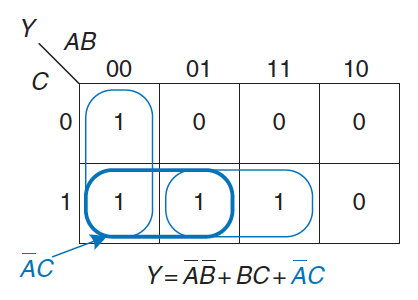 Y
AB
C
00 01 11 10
0 1 0 0 0
1 1 1 1 0
A̅C
Y = A̅B̅ + BC + A̅C